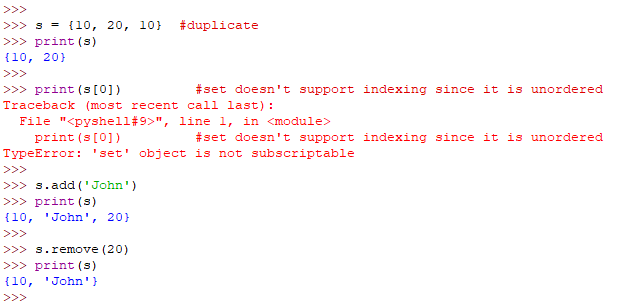 >>>
>>> s = {10, 20, 10}  #duplicate
>>> print(s)
{10, 20}
>>>
>>> print(s[0])         #set doesn't support indexing since it is unordered
Traceback (most recent call last):
  File "<pyshell#9>", line 1, in <module>
    print(s[0])         #set doesn't support indexing since it is unordered
TypeError: 'set' object is not subscriptable
>>>
>>> s.add('John')
>>> print(s)
{10, 'John', 20}
>>>
>>> s.remove(20)
>>> print(s)
{10, 'John'}
>>>